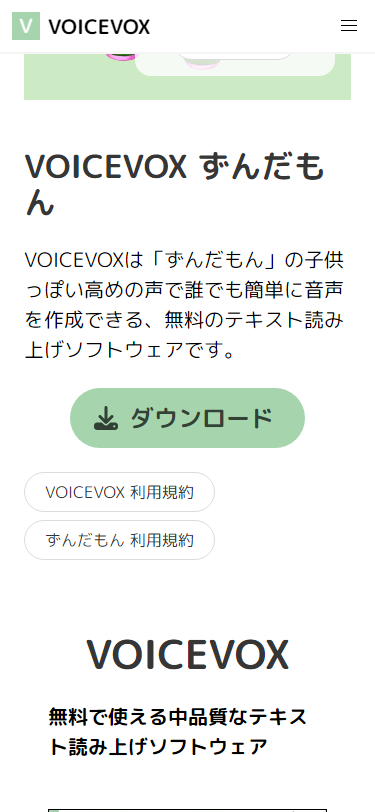 V VOICEVOX
VOICEVOX ずんだも
ん
VOICEVOXは「ずんだもん」の子供
っぽい高めの声で誰でも簡単に音声
を作成できる、無料のテキスト読み
上げソフトウェアです。
ダウンロード
VOICEVOX 利用規約
ずんだもん 利用規約
VOICEVOX
無料で使える中品質なテキス
ト読み上げソフトウェア